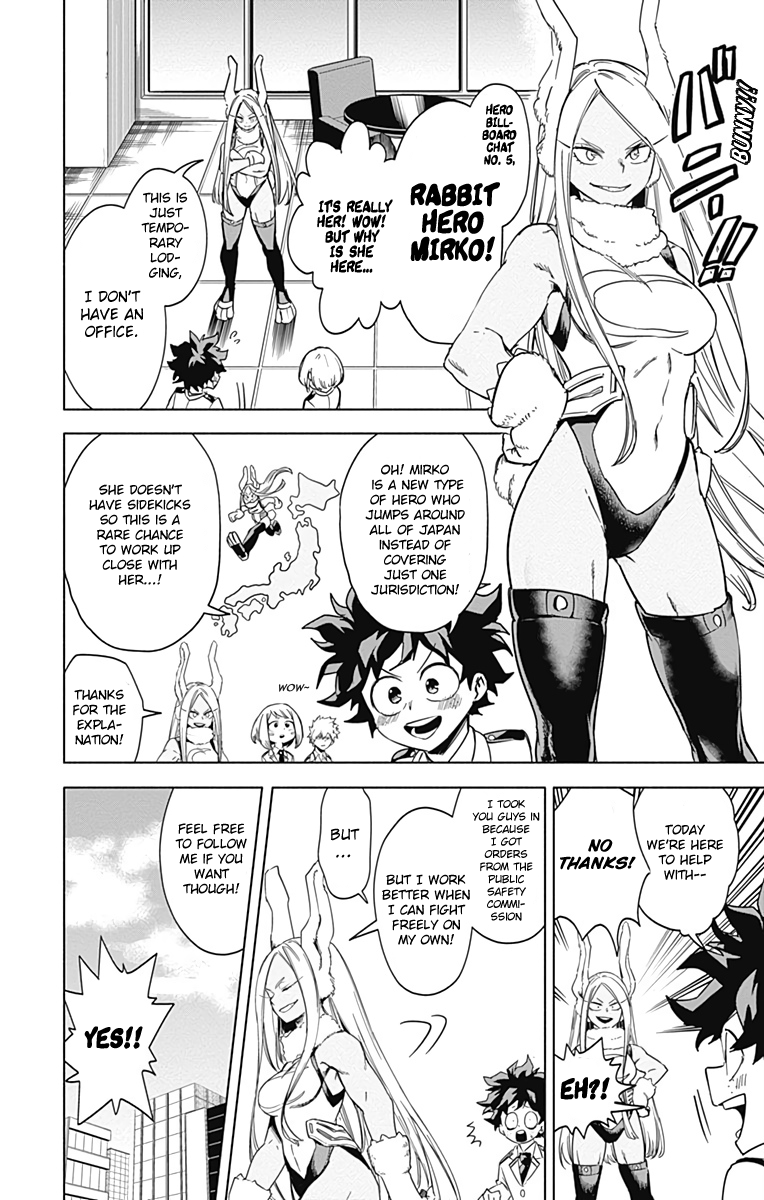 BUNNY!!
バニー!!
HERO
BILL-
BOARD
CHAT
NO. 5,
RABBIT
HERO
MIRKO!
IT'S REALLY
HER! WOW!
BUT WHY
IS SHE
HERE...
THIS IS
JUST
TEMPO-
RARY
LOD-
GING,
I DON'T
HAVE AN
OFFICE.
OH! MIRKO
IS A NEW TYPE
OF HERO WHO
JUMPS AROUND
ALL OF JAPAN
INSTEAD OF
COVERING
JUST ONE
JURISDICTION!
SHE DOESN'T
HAVE SIDEKICKS
SO THIS IS A
RARE CHANCE
TO WORK UP
CLOSE WITH
HER...!
WOW~
THANKS
FOR THE
EXPLA-
NATION!
TODAY
WE'RE HERE
TO HELP
WITH--
NO
THANKS!
EH?!
I TOOK
YOU GUYS IN
BECAUSE
I GOT
ORDERS
FROM THE
PUBLIC
SAFETY
COMMI-
SSION
BUT I WORK
BETTER WHEN
I CAN FIGHT
FREELY ON
MY OWN!
BUT
...
FEEL FREE
TO FOLLOW
ME IF YOU
WANT
THOUGH!
YES!!